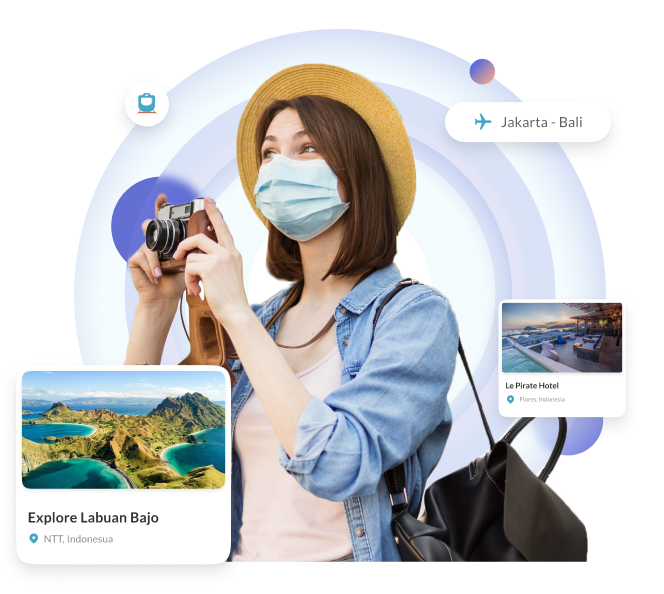 Jakarta - Bali
Le Pirate Hotel
Flores, Indonesia
Explore Labuan Bajo
NTT, Indonesua